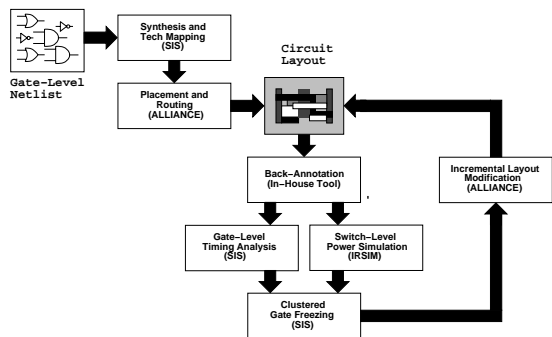 Gate-Level
Netlist
Synthesis and
Tech Mapping
(SIS)
Placement and
Routing
(ALLIANCE)
Circuit
Layout
Back-Annotation
(In-House Tool)
Gate-Level
Timing Analysis
(SIS)
Switch-Level
Power Simulation
(IRSIM)
Clustered
Gate Freezing
(SIS)
Incremental Layout
Modification
(ALLIANCE)